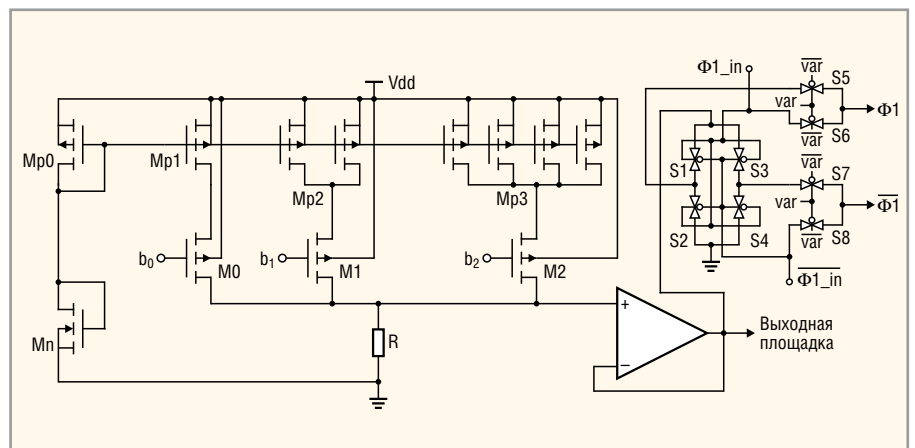 Vdd
Φ1_in
var
S5
var
Φ1
var
S6
Mp0
Mp1
Mp2
Mp3
S1
S3
var
S7
var
Φ1
var
S8
S2
S4
b0
M0
b1
M1
b2
M2
Φ1_in
Mn
R
+
−
Выходная
площадка